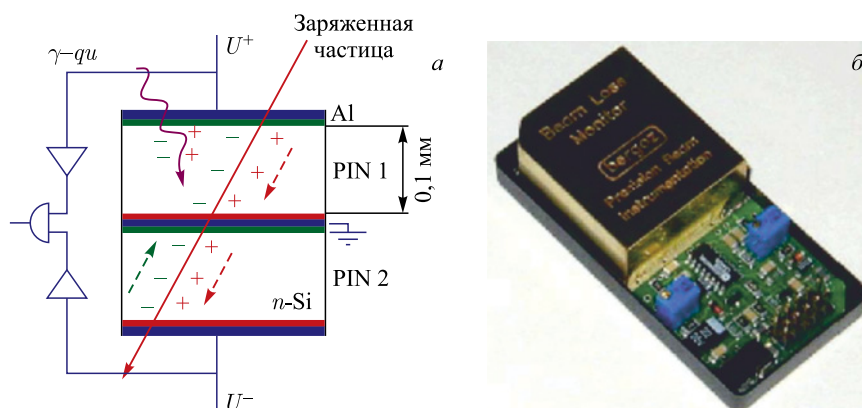 Заряженная
частица
γ–qu
U⁺
а
Al
PIN 1
0,1 мм
PIN 2
n-Si
U⁻
б
Beam Loss
Monitor
bergoz
Precision Beam
Instrumentation